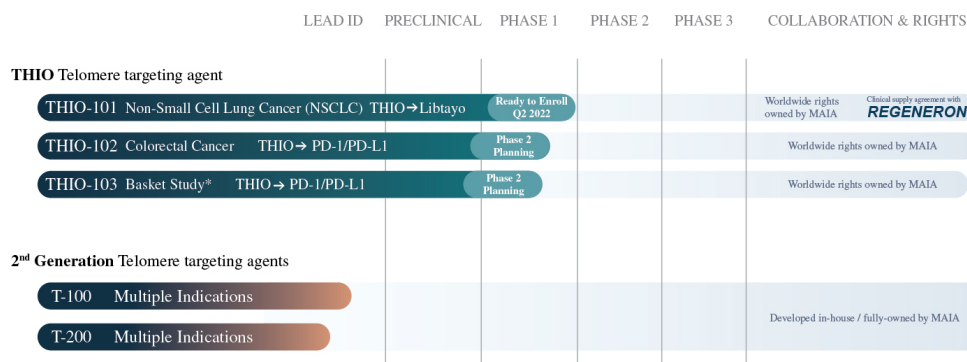 LEAD ID PRECLINICAL PHASE 1 PHASE 2 PHASE 3 COLLABORATION & RIGHTS
THIO Telomere targeting agent
THIO-101 Non-Small Cell Lung Cancer (NSCLC) THIO→Libtayo
Ready to Enroll
Q2 2022
Worldwide rights
owned by MAIA
Clinical supply agreement with
REGENERON
THIO-102 Colorectal Cancer THIO→ PD-1/PD-L1
Phase 2
Planning
Worldwide rights owned by MAIA
THIO-103 Basket Study* THIO→ PD-1/PD-L1
Phase 2
Planning
Worldwide rights owned by MAIA
2nd Generation Telomere targeting agents
T-100 Multiple Indications
T-200 Multiple Indications
Developed in-house / fully-owned by MAIA